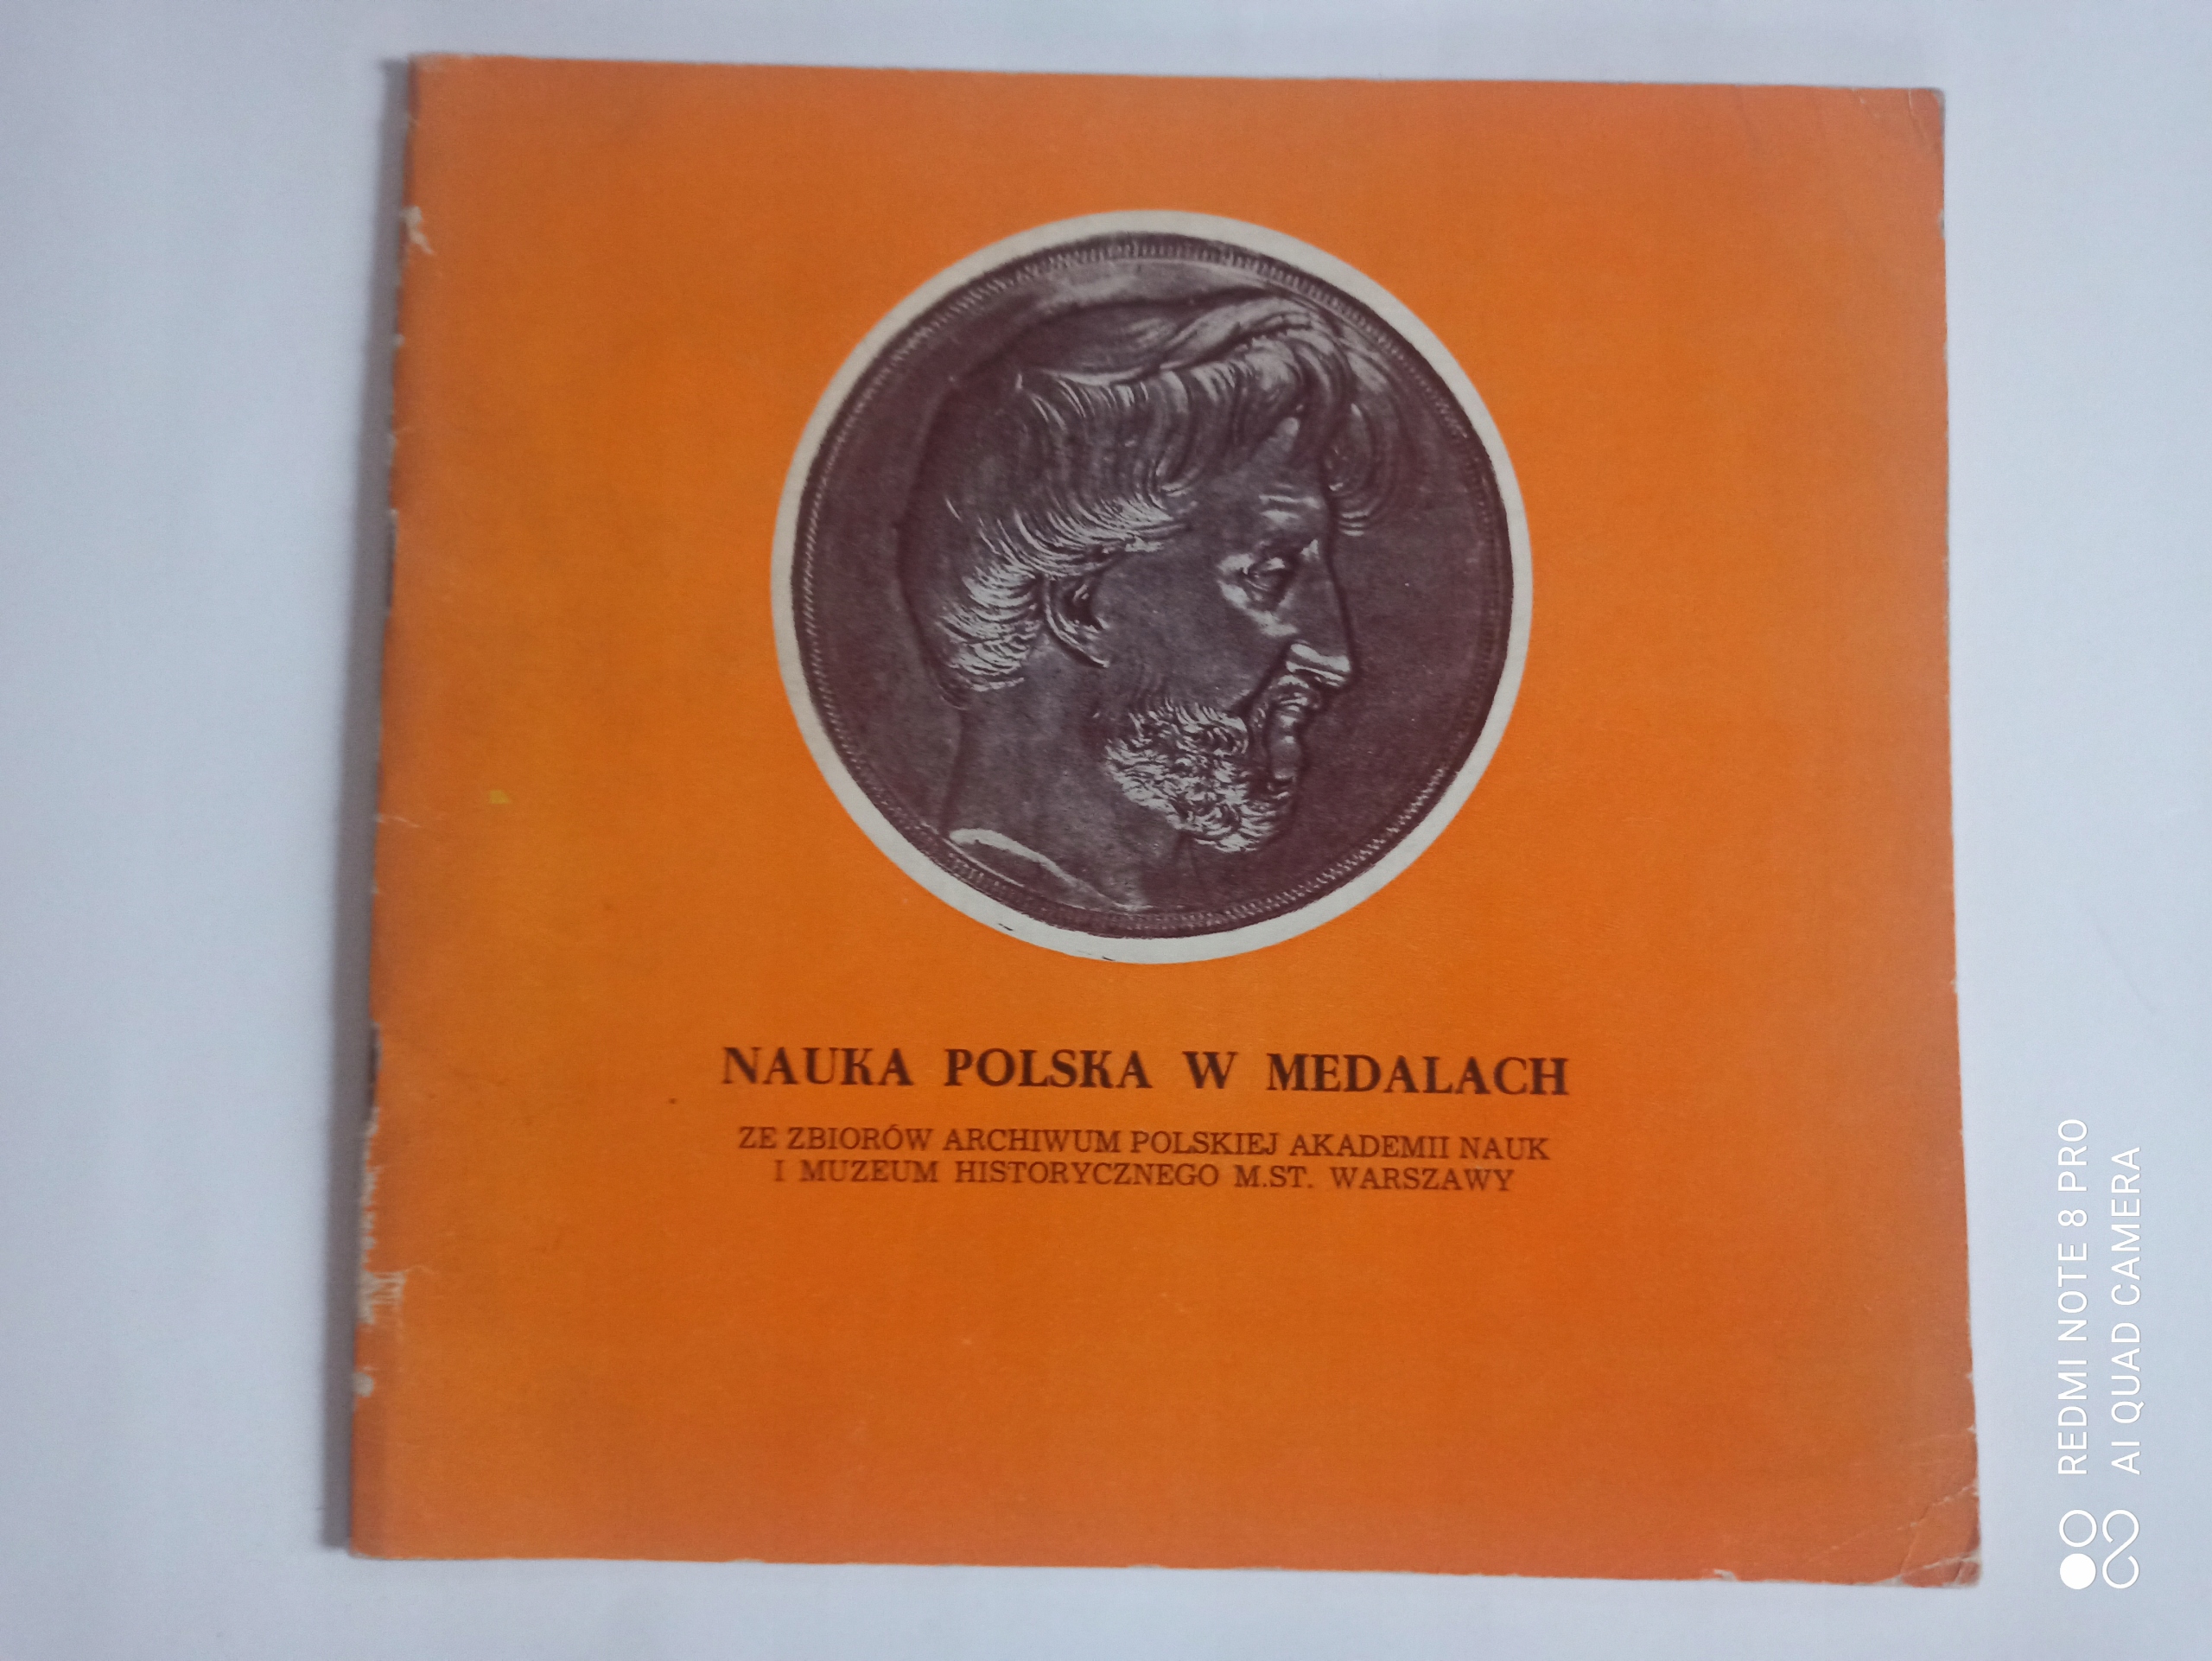 NAUKA POLSKA W MEDALACH
ZE ZBIORÓW ARCHIWUM POLSKIEJ AKADEMII NAUK
I MUZEUM HISTORYCZNEGO M.ST. WARSZAWY
REDMI NOTE 8 PRO
AI QUAD CAMERA